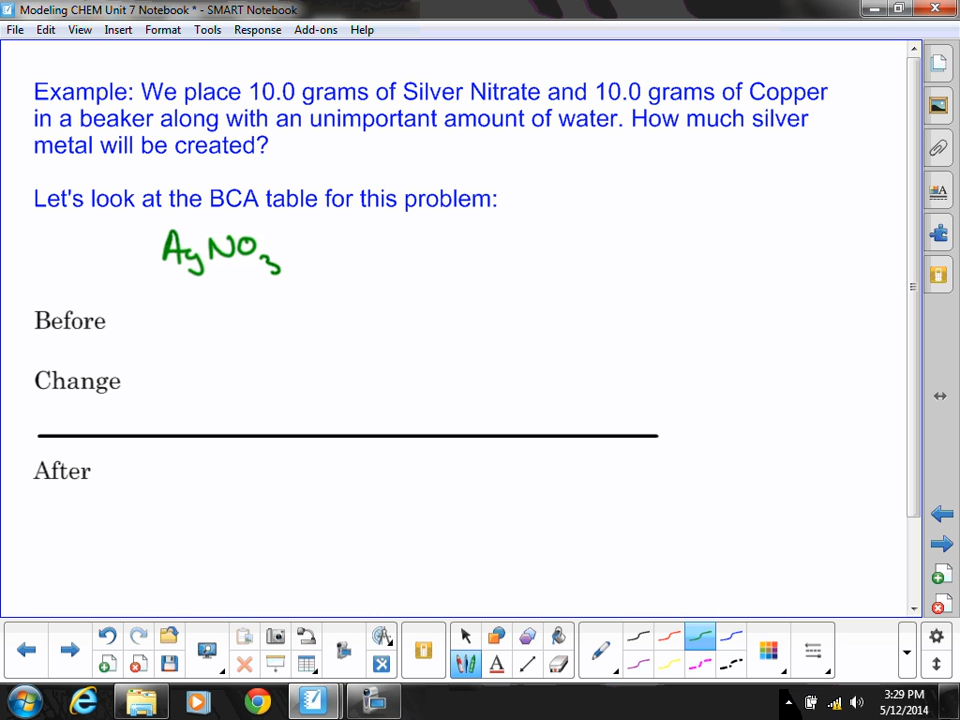 Modeling CHEM Unit 7 Notebook * - SMART Notebook
File Edit View Insert Format Tools Response Add-ons Help
Example: We place 10.0 grams of Silver Nitrate and 10.0 grams of Copper
in a beaker along with an unimportant amount of water. How much silver
metal will be created?
Let's look at the BCA table for this problem:
AgNO3
Before
Change
After
3:29 PM
5/12/2014